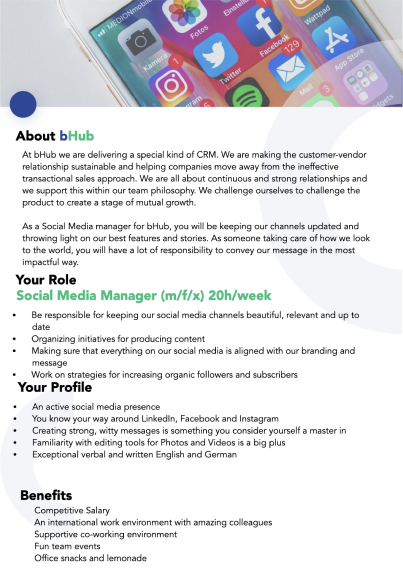 MEDIONmobile
Kamera
Fotos
Einstell
Instagram
Twitter
Facebook
Wattpad
129
Mail
App Store
3
6
About bHub
At bHub we are delivering a special kind of CRM. We are making the customer-vendor
relationship sustainable and helping companies move away from the ineffective
transactional sales approach. We are all about continuous and strong relationships and
we support this within our team philosophy. We challenge ourselves to challenge the
product to create a stage of mutual growth.
As a Social Media manager for bHub, you will be keeping our channels updated and
throwing light on our best features and stories. As someone taking care of how we look
to the world, you will have a lot of responsibility to convey our message in the most
impactful way.
Your Role
Social Media Manager (m/f/x) 20h/week
• Be responsible for keeping our social media channels beautiful, relevant and up to
date
• Organizing initiatives for producing content
• Making sure that everything on our social media is aligned with our branding and
message
• Work on strategies for increasing organic followers and subscribers
Your Profile
• An active social media presence
• You know your way around LinkedIn, Facebook and Instagram
• Creating strong, witty messages is something you consider yourself a master in
• Familiarity with editing tools for Photos and Videos is a big plus
• Exceptional verbal and written English and German
Benefits
Competitive Salary
An international work environment with amazing colleagues
Supportive co-working environment
Fun team events
Office snacks and lemonade